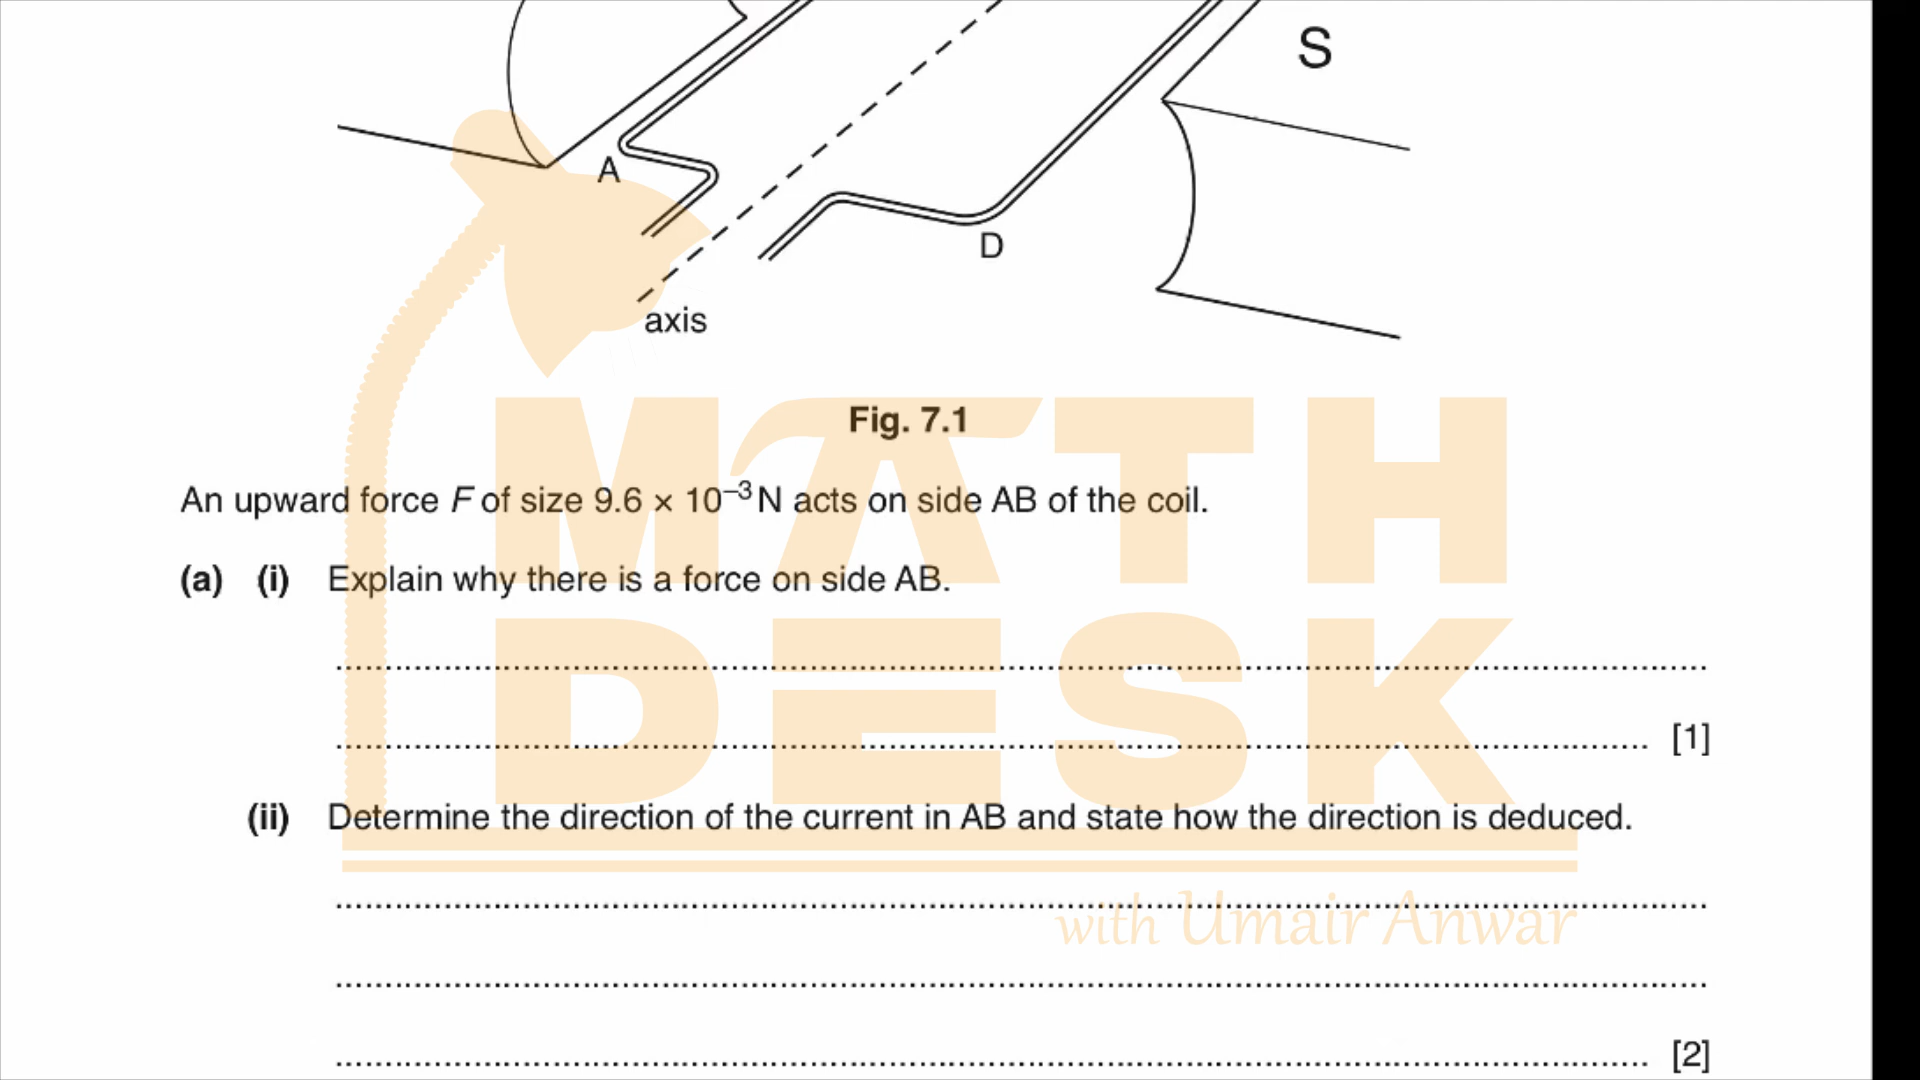 S
A
D
axis
Fig. 7.1
An upward force F of size 9.6 × 10⁻³ N acts on side AB of the coil.
(a) (i) Explain why there is a force on side AB.
[1]
(ii) Determine the direction of the current in AB and state how the direction is deduced.
[2]
MATH
DESK
with Umair Anwar